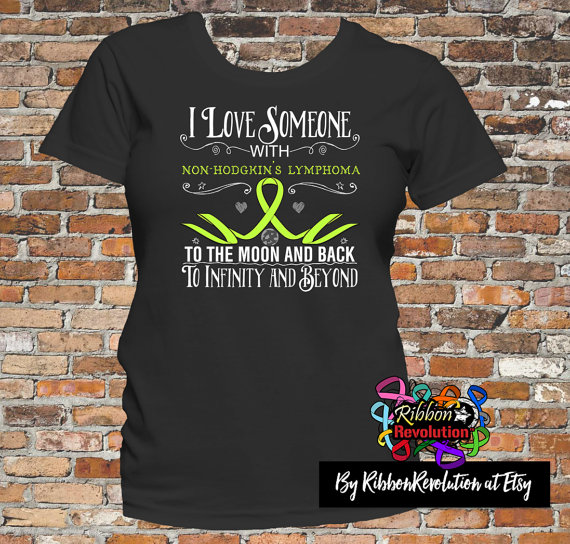 I Love Someone
WITH
NON-HODGKIN'S LYMPHOMA
TO THE MOON AND BACK
To Infinity and Beyond
Ribbon
Revolution
By RibbonRevolution at Etsy